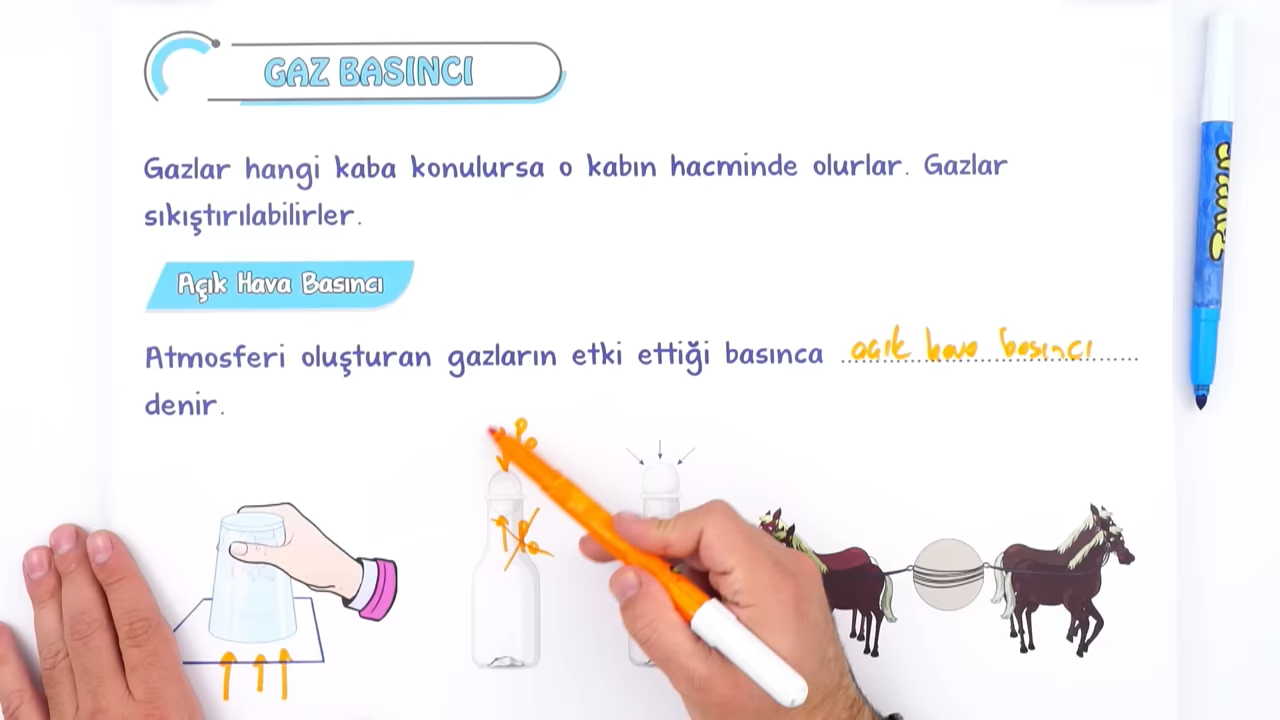 GAZ BASINCI
Gazlar hangi kaba konulursa o kabın hacminde olurlar. Gazlar
sıkıştırılabilirler.
Açık Hava Basıncı
Atmosferi oluşturan gazların etki ettiği basınca açık hava basıncı
denir.